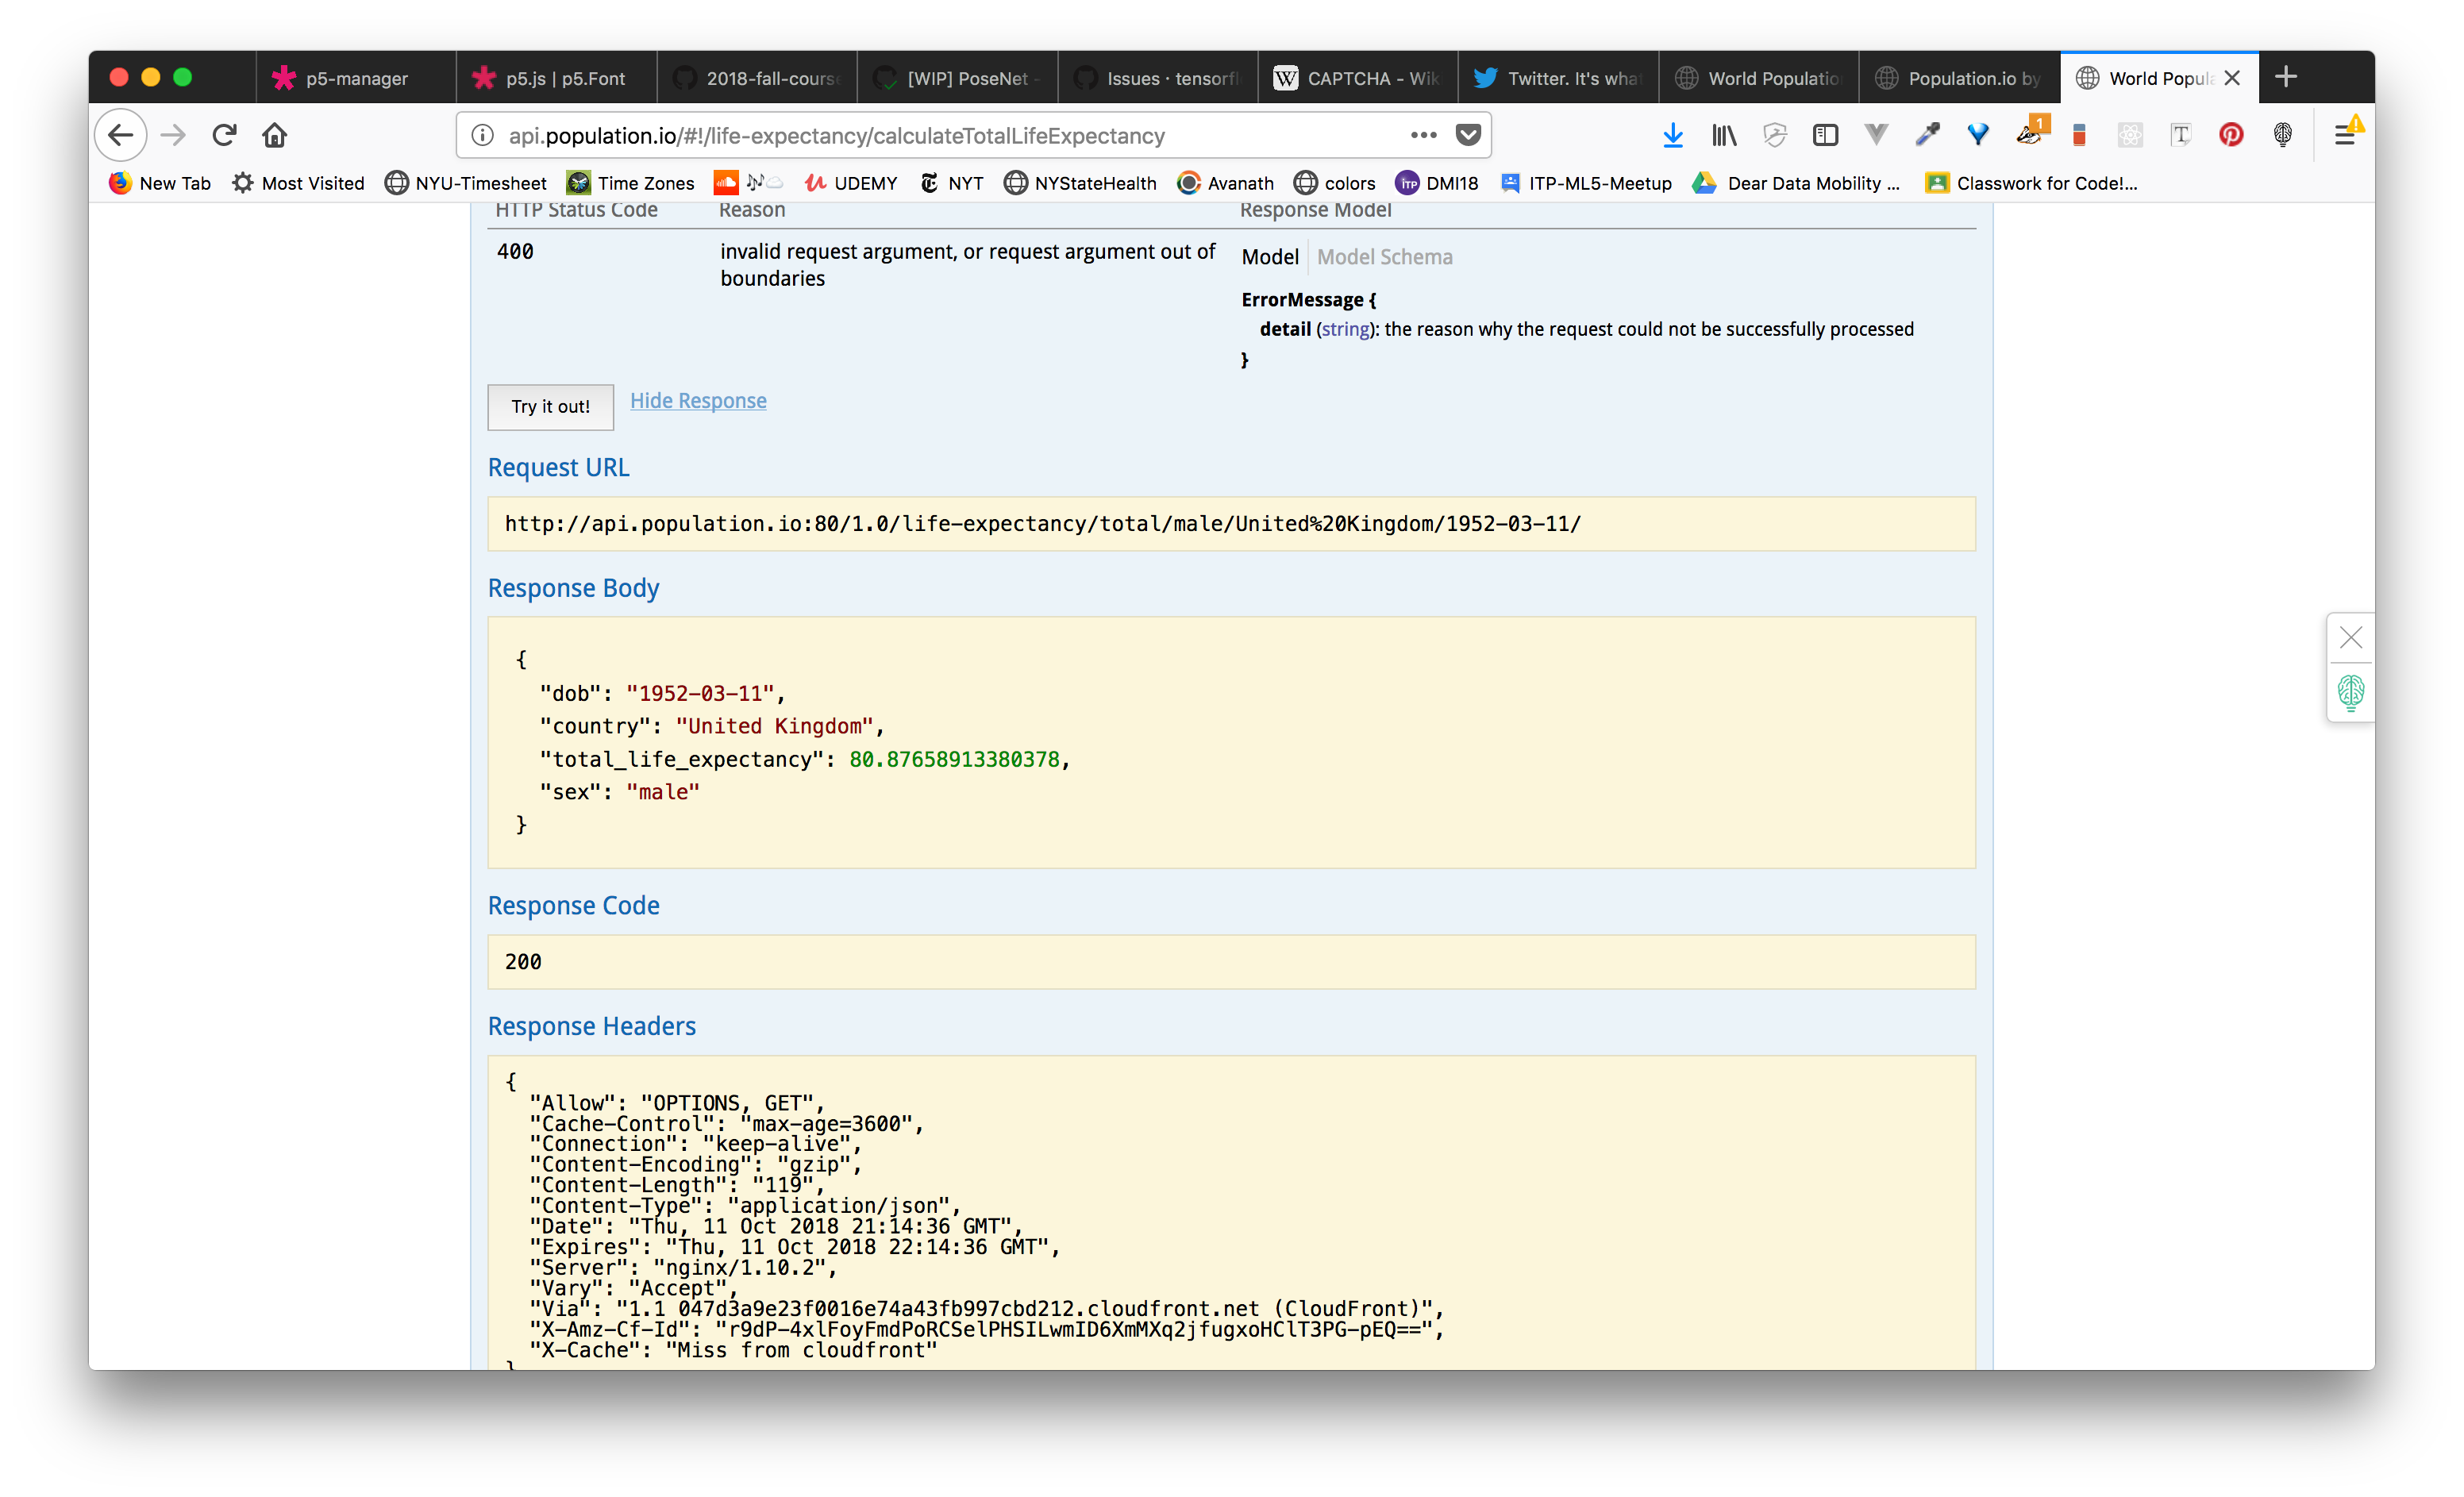 p5-manager
p5.js | p5.Font
2018-fall-cours
[WIP] PoseNet -
Issues · tensorfl
CAPTCHA - Wik
Twitter. It's what
World Populatio
Population.io by
World Popul
api.population.io/#!/life-expectancy/calculateTotalLifeExpectancy
1
New Tab
Most Visited
NYU-Timesheet
Time Zones
UDEMY
NYT
NYStateHealth
Avanath
colors
iTP DMI18
ITP-ML5-Meetup
Dear Data Mobility ...
Classwork for Code!...
HTTP Status Code Reason Response Model
400
invalid request argument, or request argument out of
boundaries
Model Model Schema
ErrorMessage {
detail (string): the reason why the request could not be successfully processed
}
Try it out! Hide Response
Request URL
http://api.population.io:80/1.0/life-expectancy/total/male/United%20Kingdom/1952-03-11/
Response Body
{
"dob": "1952-03-11",
"country": "United Kingdom",
"total_life_expectancy": 80.87658913380378,
"sex": "male"
}
Response Code
200
Response Headers
{
"Allow": "OPTIONS, GET",
"Cache-Control": "max-age=3600",
"Connection": "keep-alive",
"Content-Encoding": "gzip",
"Content-Length": "119",
"Content-Type": "application/json",
"Date": "Thu, 11 Oct 2018 21:14:36 GMT",
"Expires": "Thu, 11 Oct 2018 22:14:36 GMT",
"Server": "nginx/1.10.2",
"Vary": "Accept",
"Via": "1.1 047d3a9e23f0016e74a43fb997cbd212.cloudfront.net (CloudFront)",
"X-Amz-Cf-Id": "r9dP-4xlFoyFmdPoRCSelPHSILwmID6XmMXq2jfugxoHClT3PG-pEQ==",
"X-Cache": "Miss from cloudfront"
}